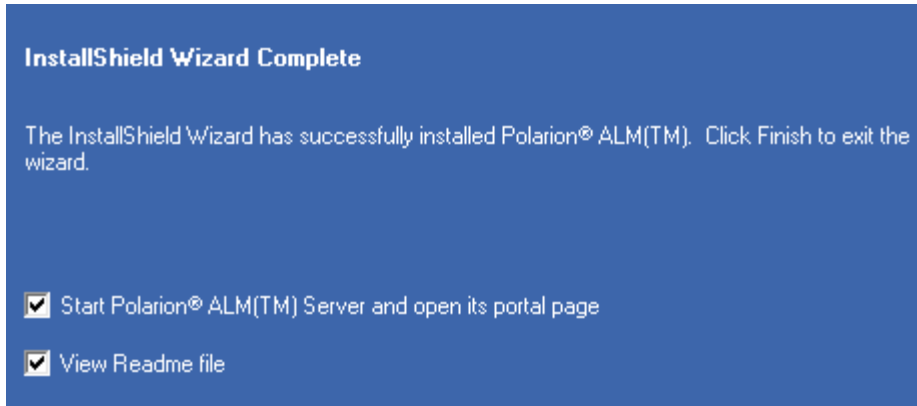 InstallShield Wizard Complete
The InstallShield Wizard has successfully installed Polarion® ALM(TM).  Click Finish to exit the
wizard.
Start Polarion® ALM(TM) Server and open its portal page
View Readme file